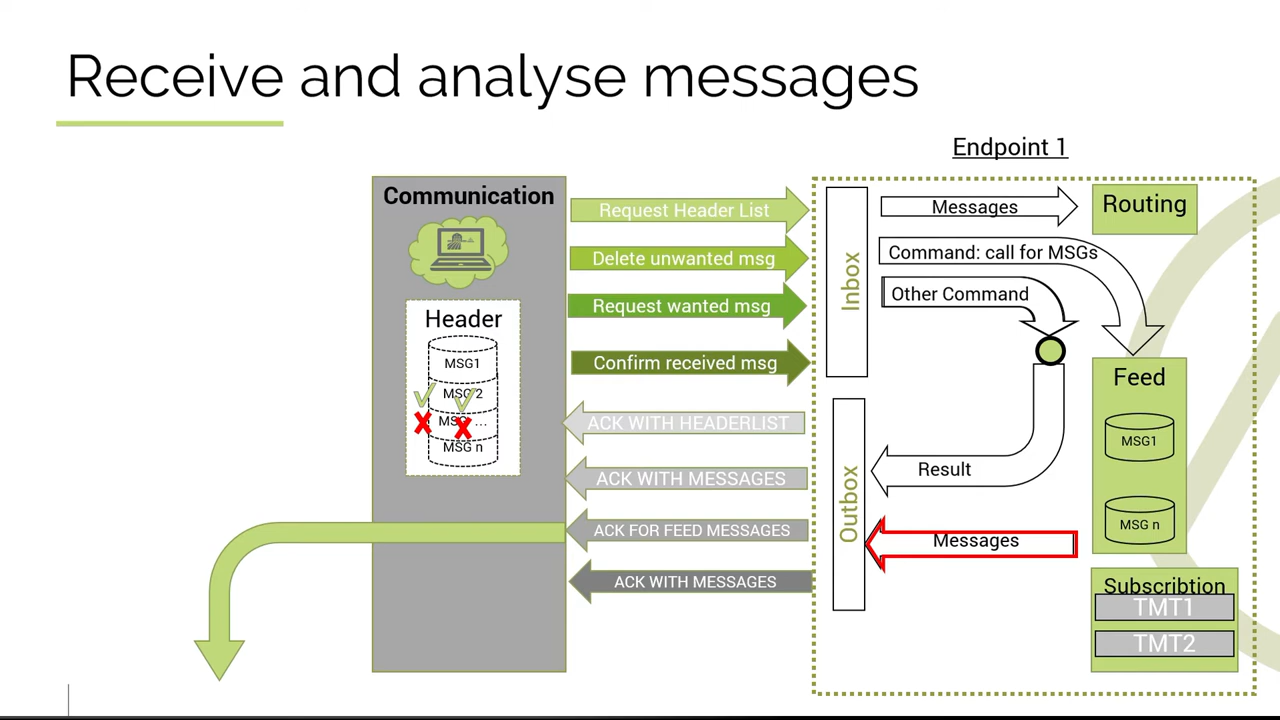 Receive and analyse messages
Endpoint 1
Communication
Header
MSG1
MSG 2
MSG ...
MSG n
Request Header List
Delete unwanted msg
Request wanted msg
Confirm received msg
ACK WITH HEADERLIST
ACK WITH MESSAGES
ACK FOR FEED MESSAGES
ACK WITH MESSAGES
Inbox
Outbox
Messages
Command: call for MSGs
Other Command
Result
Messages
Routing
Feed
MSG1
MSG n
Subscribtion
TMT1
TMT2